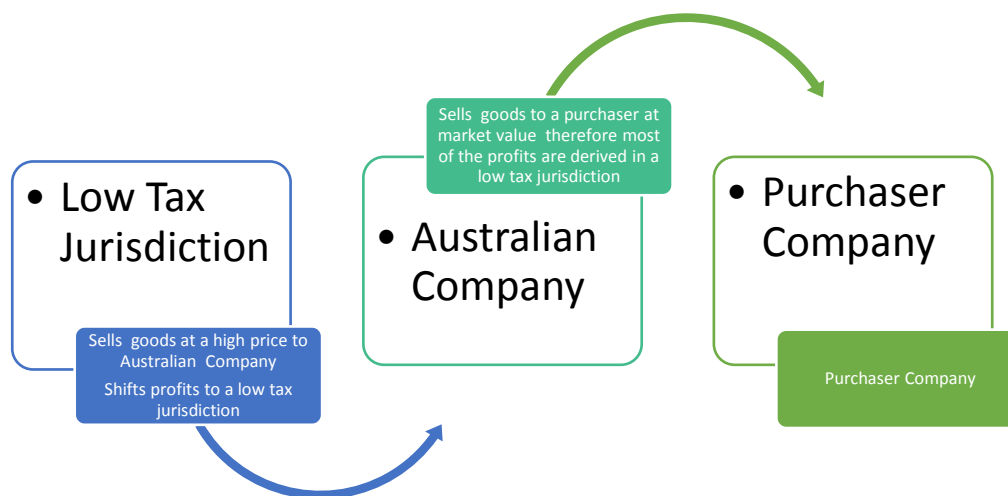 • Low Tax
Jurisdiction
Sells goods at a high price to
Australian Company
Shifts profits to a low tax
jurisdiction
Sells goods to a purchaser at
market value therefore most
of the profits are derived in a
low tax jurisdiction
• Australian
Company
• Purchaser
Company
Purchaser Company